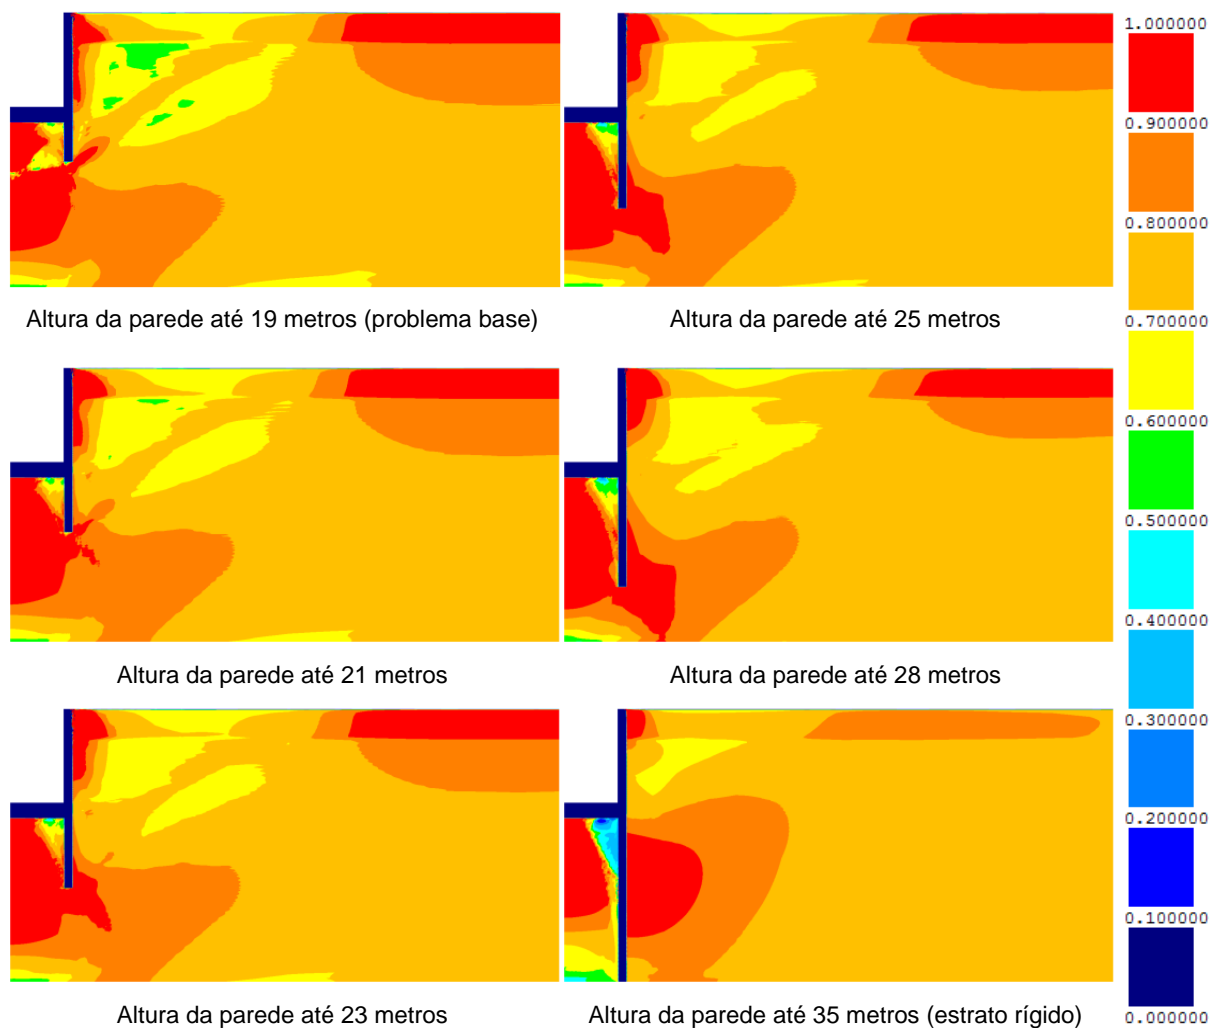 Altura da parede até 19 metros (problema base)
Altura da parede até 25 metros
Altura da parede até 21 metros
Altura da parede até 28 metros
Altura da parede até 23 metros
Altura da parede até 35 metros (estrato rígido)
1.000000
0.900000
0.800000
0.700000
0.600000
0.500000
0.400000
0.300000
0.200000
0.100000
0.000000